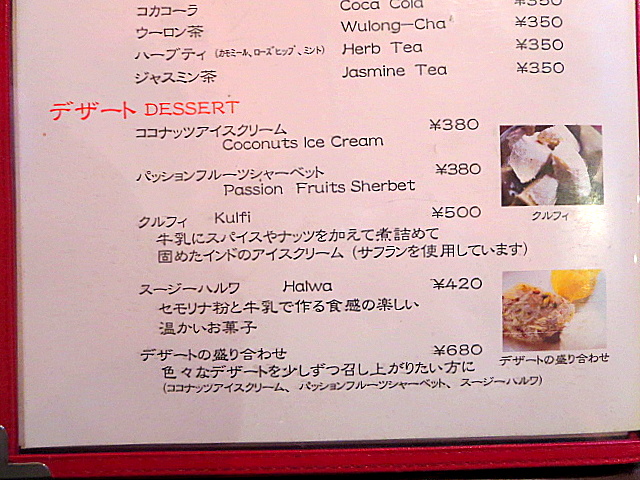 コカコーラ Coca Cola ¥350
ウーロン茶 Wulong-Cha ¥350
ハーブティ (カモミール、ローズヒップ、ミント) Herb Tea ¥350
ジャスミン茶 Jasmine Tea ¥350
デザート DESSERT
ココナッツアイスクリーム ¥380
Coconuts Ice Cream
パッションフルーツシャーベット ¥380
Passion Fruits Sherbet
クルフィ Kulfi ¥500
牛乳にスパイスやナッツを加えて煮詰めて
固めたインドのアイスクリーム (サフランを使用しています)
クルフィ
スージーハルワ Halwa ¥420
セモリナ粉と牛乳で作る食感の楽しい
温かいお菓子
デザートの盛り合わせ ¥680
色々なデザートを少しずつ召し上がりたい方に
(ココナッツアイスクリーム、パッションフルーツシャーベット、スージーハルワ)
デザートの盛り合わせ